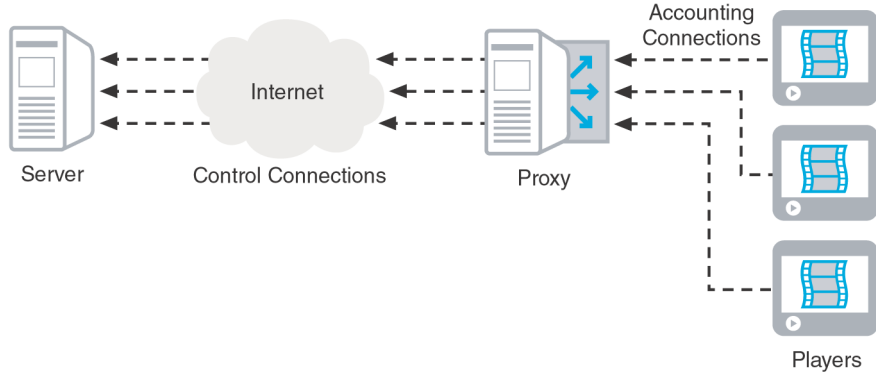 Accounting
Connections
Internet
Server
Control Connections
Proxy
Players